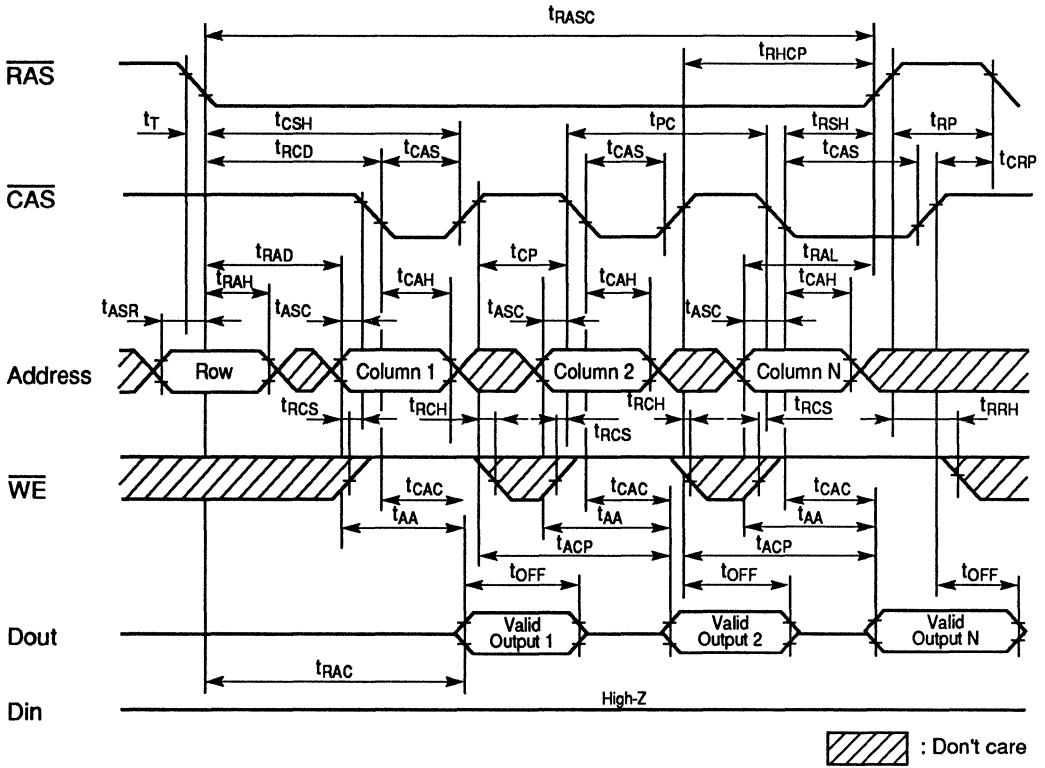 tRASC
tRHCP
RAS
tT
tCSH
tPC
tRSH
tRP
tRCD
tCAS
tCAS
tCAS
tCRP
CAS
tRAD
tRAL
tRAH
tCAH
tCP
tCAH
tCAH
tASR
tASC
tASC
tASC
Address
Row
Column 1
Column 2
Column N
tRCS
tRCH
tRCS
tRCH
tRCS
tRRH
WE
tCAC
tCAC
tCAC
tAA
tAA
tAA
tACP
tACP
tOFF
tOFF
tOFF
Dout
Valid
Output 1
Valid
Output 2
Valid
Output N
tRAC
Din
High-Z
: Don't care